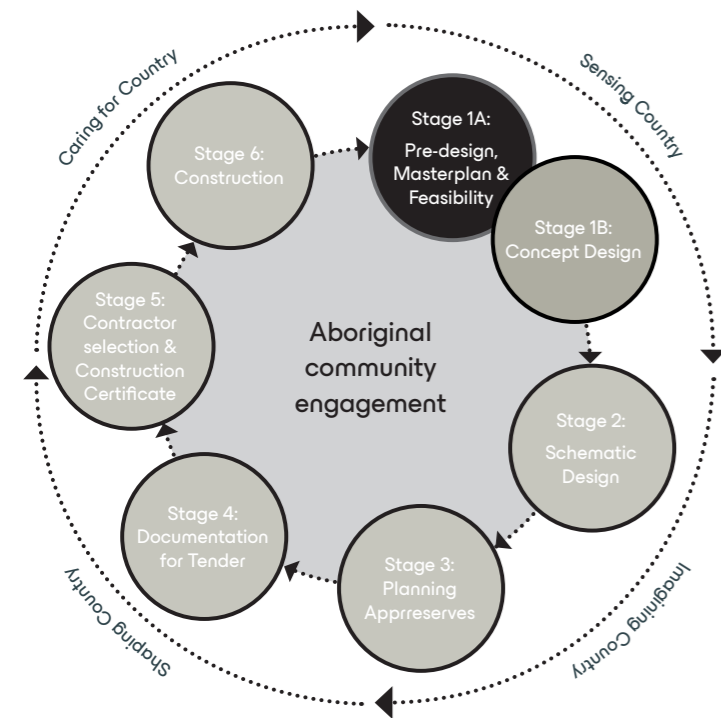 Caring for Country
Sensing Country
Stage 1A:
Pre-design,
Masterplan &
Feasibility
Stage 1B:
Concept Design
Stage 2:
Schematic
Design
Stage 3:
Planning
Apprreserves
Stage 4:
Documentation
for Tender
Stage 5:
Contractor
selection &
Construction
Certificate
Stage 6:
Construction
Aboriginal
community
engagement
Imagining Country
Shaping Country